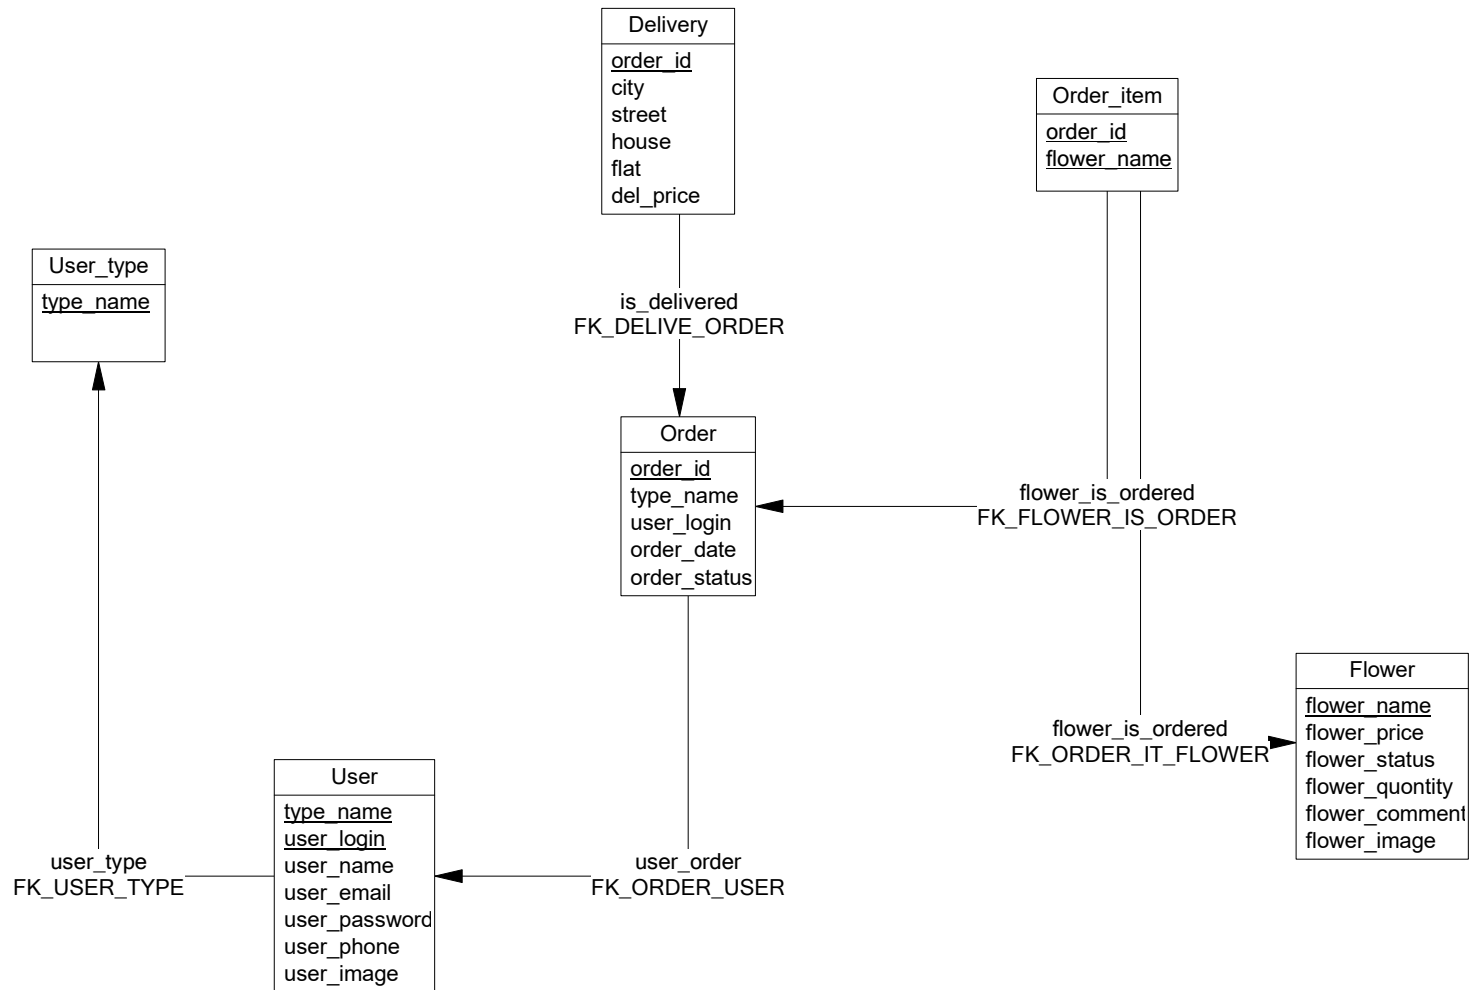 Delivery
order_id
city
street
house
flat
del_price
Order_item
order_id
flower_name
User_type
type_name
is_delivered
FK_DELIVE_ORDER
Order
order_id
type_name
user_login
order_date
order_status
flower_is_ordered
FK_FLOWER_IS_ORDER
Flower
flower_name
flower_price
flower_status
flower_quontity
flower_comment
flower_image
flower_is_ordered
FK_ORDER_IT_FLOWER
User
type_name
user_login
user_name
user_email
user_password
user_phone
user_image
user_type
FK_USER_TYPE
user_order
FK_ORDER_USER